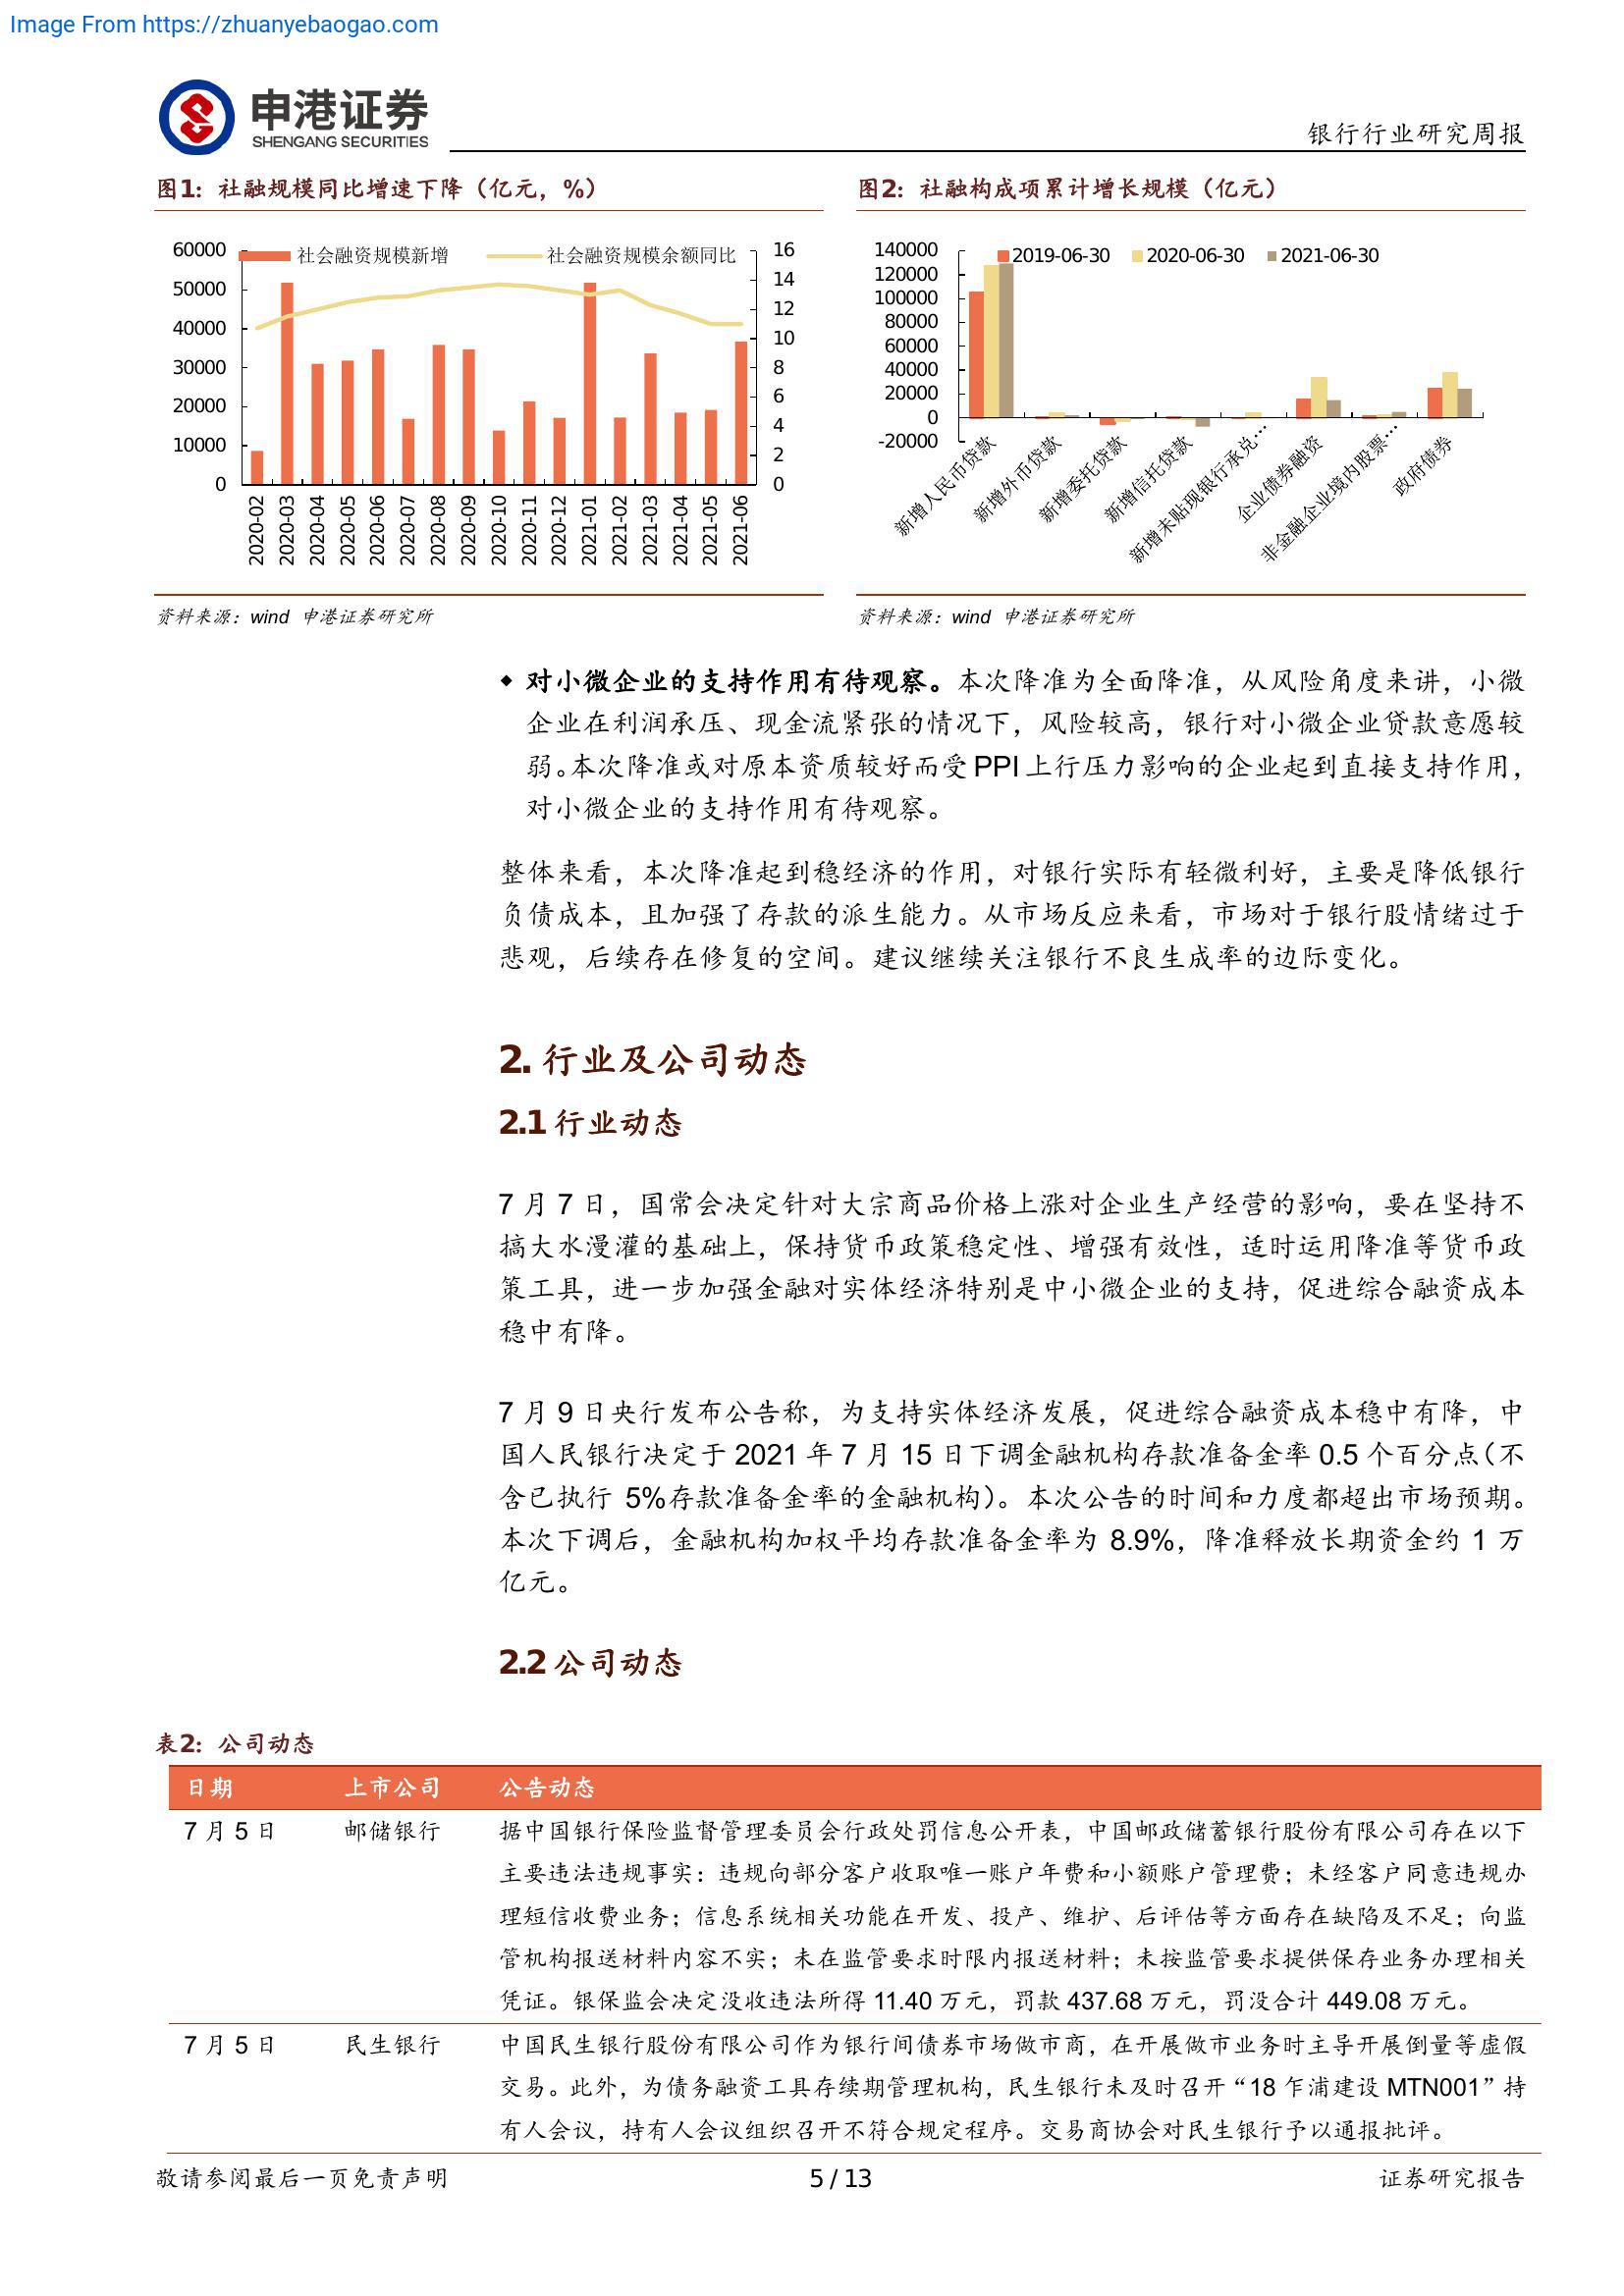 Image From https://zhuanyebaogao.com
申港证券
SHENGANG SECURITIES
银行行业研究周报
图1：社融规模同比增速下降（亿元，%）
60000
50000
40000
30000
20000
10000
0
社会融资规模新增
社会融资规模余额同比
16
14
12
10
8
6
4
2
0
2020-02
2020-03
2020-04
2020-05
2020-06
2020-07
2020-08
2020-09
2020-10
2020-11
2020-12
2021-01
2021-02
2021-03
2021-04
2021-05
2021-06
资料来源：wind 申港证券研究所
图2：社融构成项累计增长规模（亿元）
140000
120000
100000
80000
60000
40000
20000
0
-20000
2019-06-30
2020-06-30
2021-06-30
新增人民币贷款
新增外币贷款
新增委托贷款
新增信托贷款
新增未贴现银行承兑…
企业债券融资
非金融企业境内股票…
政府债券
资料来源：wind 申港证券研究所
◆ 对小微企业的支持作用有待观察。本次降准为全面降准，从风险角度来讲，小微
企业在利润承压、现金流紧张的情况下，风险较高，银行对小微企业贷款意愿较
弱。本次降准或对原本资质较好而受 PPI 上行压力影响的企业起到直接支持作用，
对小微企业的支持作用有待观察。
整体来看，本次降准起到稳经济的作用，对银行实际有轻微利好，主要是降低银行
负债成本，且加强了存款的派生能力。从市场反应来看，市场对于银行股情绪过于
悲观，后续存在修复的空间。建议继续关注银行不良生成率的边际变化。
2. 行业及公司动态
2.1 行业动态
7 月 7 日，国常会决定针对大宗商品价格上涨对企业生产经营的影响，要在坚持不
搞大水漫灌的基础上，保持货币政策稳定性、增强有效性，适时运用降准等货币政
策工具，进一步加强金融对实体经济特别是中小微企业的支持，促进综合融资成本
稳中有降。
7 月 9 日央行发布公告称，为支持实体经济发展，促进综合融资成本稳中有降，中
国人民银行决定于 2021 年 7 月 15 日下调金融机构存款准备金率 0.5 个百分点（不
含已执行 5%存款准备金率的金融机构）。本次公告的时间和力度都超出市场预期。
本次下调后，金融机构加权平均存款准备金率为 8.9%，降准释放长期资金约 1 万
亿元。
2.2 公司动态
表2：公司动态
日期 上市公司 公告动态
7 月 5 日 邮储银行 据中国银行保险监督管理委员会行政处罚信息公开表，中国邮政储蓄银行股份有限公司存在以下
主要违法违规事实：违规向部分客户收取唯一账户年费和小额账户管理费；未经客户同意违规办
理短信收费业务；信息系统相关功能在开发、投产、维护、后评估等方面存在缺陷及不足；向监
管机构报送材料内容不实；未在监管要求时限内报送材料；未按监管要求提供保存业务办理相关
凭证。银保监会决定没收违法所得 11.40 万元，罚款 437.68 万元，罚没合计 449.08 万元。
7 月 5 日 民生银行 中国民生银行股份有限公司作为银行间债券市场做市商，在开展做市业务时主导开展倒量等虚假
交易。此外，为债务融资工具存续期管理机构，民生银行未及时召开“18 乍浦建设 MTN001”持
有人会议，持有人会议组织召开不符合规定程序。交易商协会对民生银行予以通报批评。
敬请参阅最后一页免责声明
5 / 13
证券研究报告